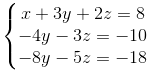 x + 3y + 2z = 8
−4y − 3z = −10
−8y − 5z = −18